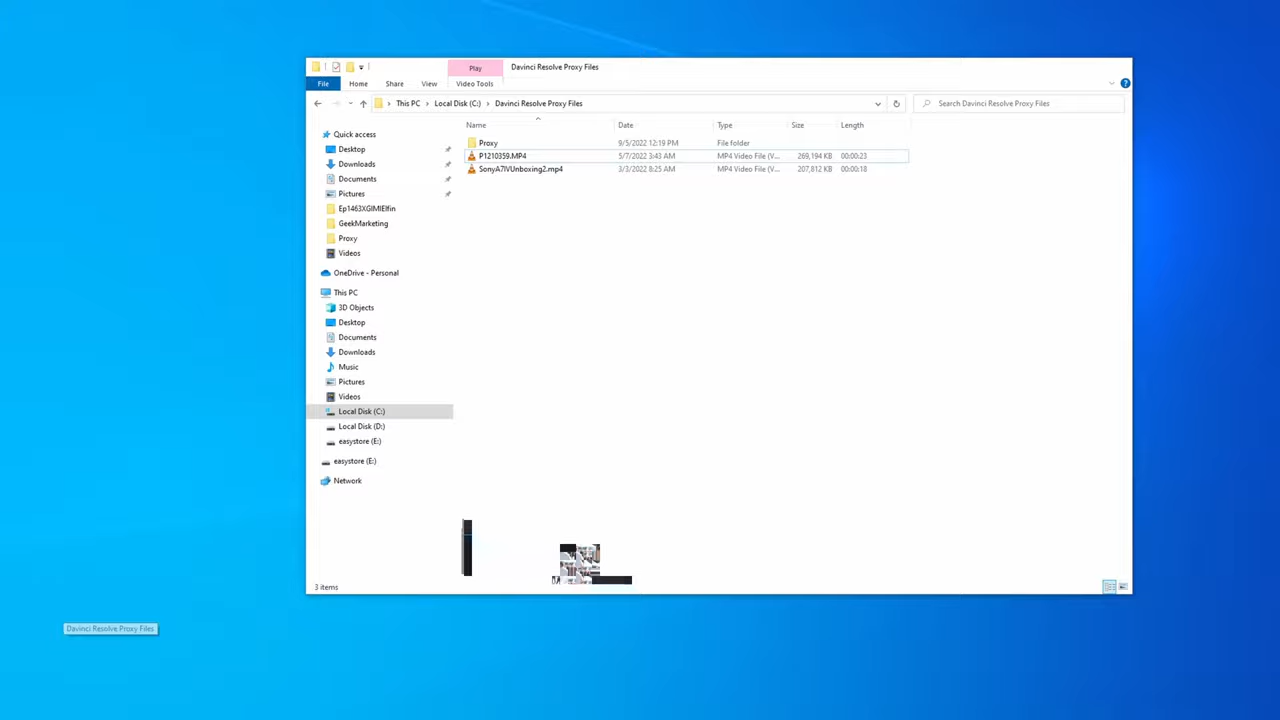 Play
Davinci Resolve Proxy Files
File
Home
Share
View
Video Tools
This PC
Local Disk (C:)
Davinci Resolve Proxy Files
Search Davinci Resolve Proxy Files
Name
Date
Type
Size
Length
Quick access
Desktop
Downloads
Documents
Pictures
Ep1463XGIMIElfin
GeekMarketing
Proxy
Videos
OneDrive - Personal
This PC
3D Objects
Desktop
Documents
Downloads
Music
Pictures
Videos
Local Disk (C:)
Local Disk (D:)
easystore (E:)
easystore (E:)
Network
Proxy 9/5/2022 12:19 PM File folder
P1210359.MP4 5/7/2022 3:43 AM MP4 Video File (V... 269,194 KB 00:00:23
SonyA7IVUnboxing2.mp4 3/3/2022 8:25 AM MP4 Video File (V... 207,812 KB 00:00:18
3 items
Davinci Resolve Proxy Files